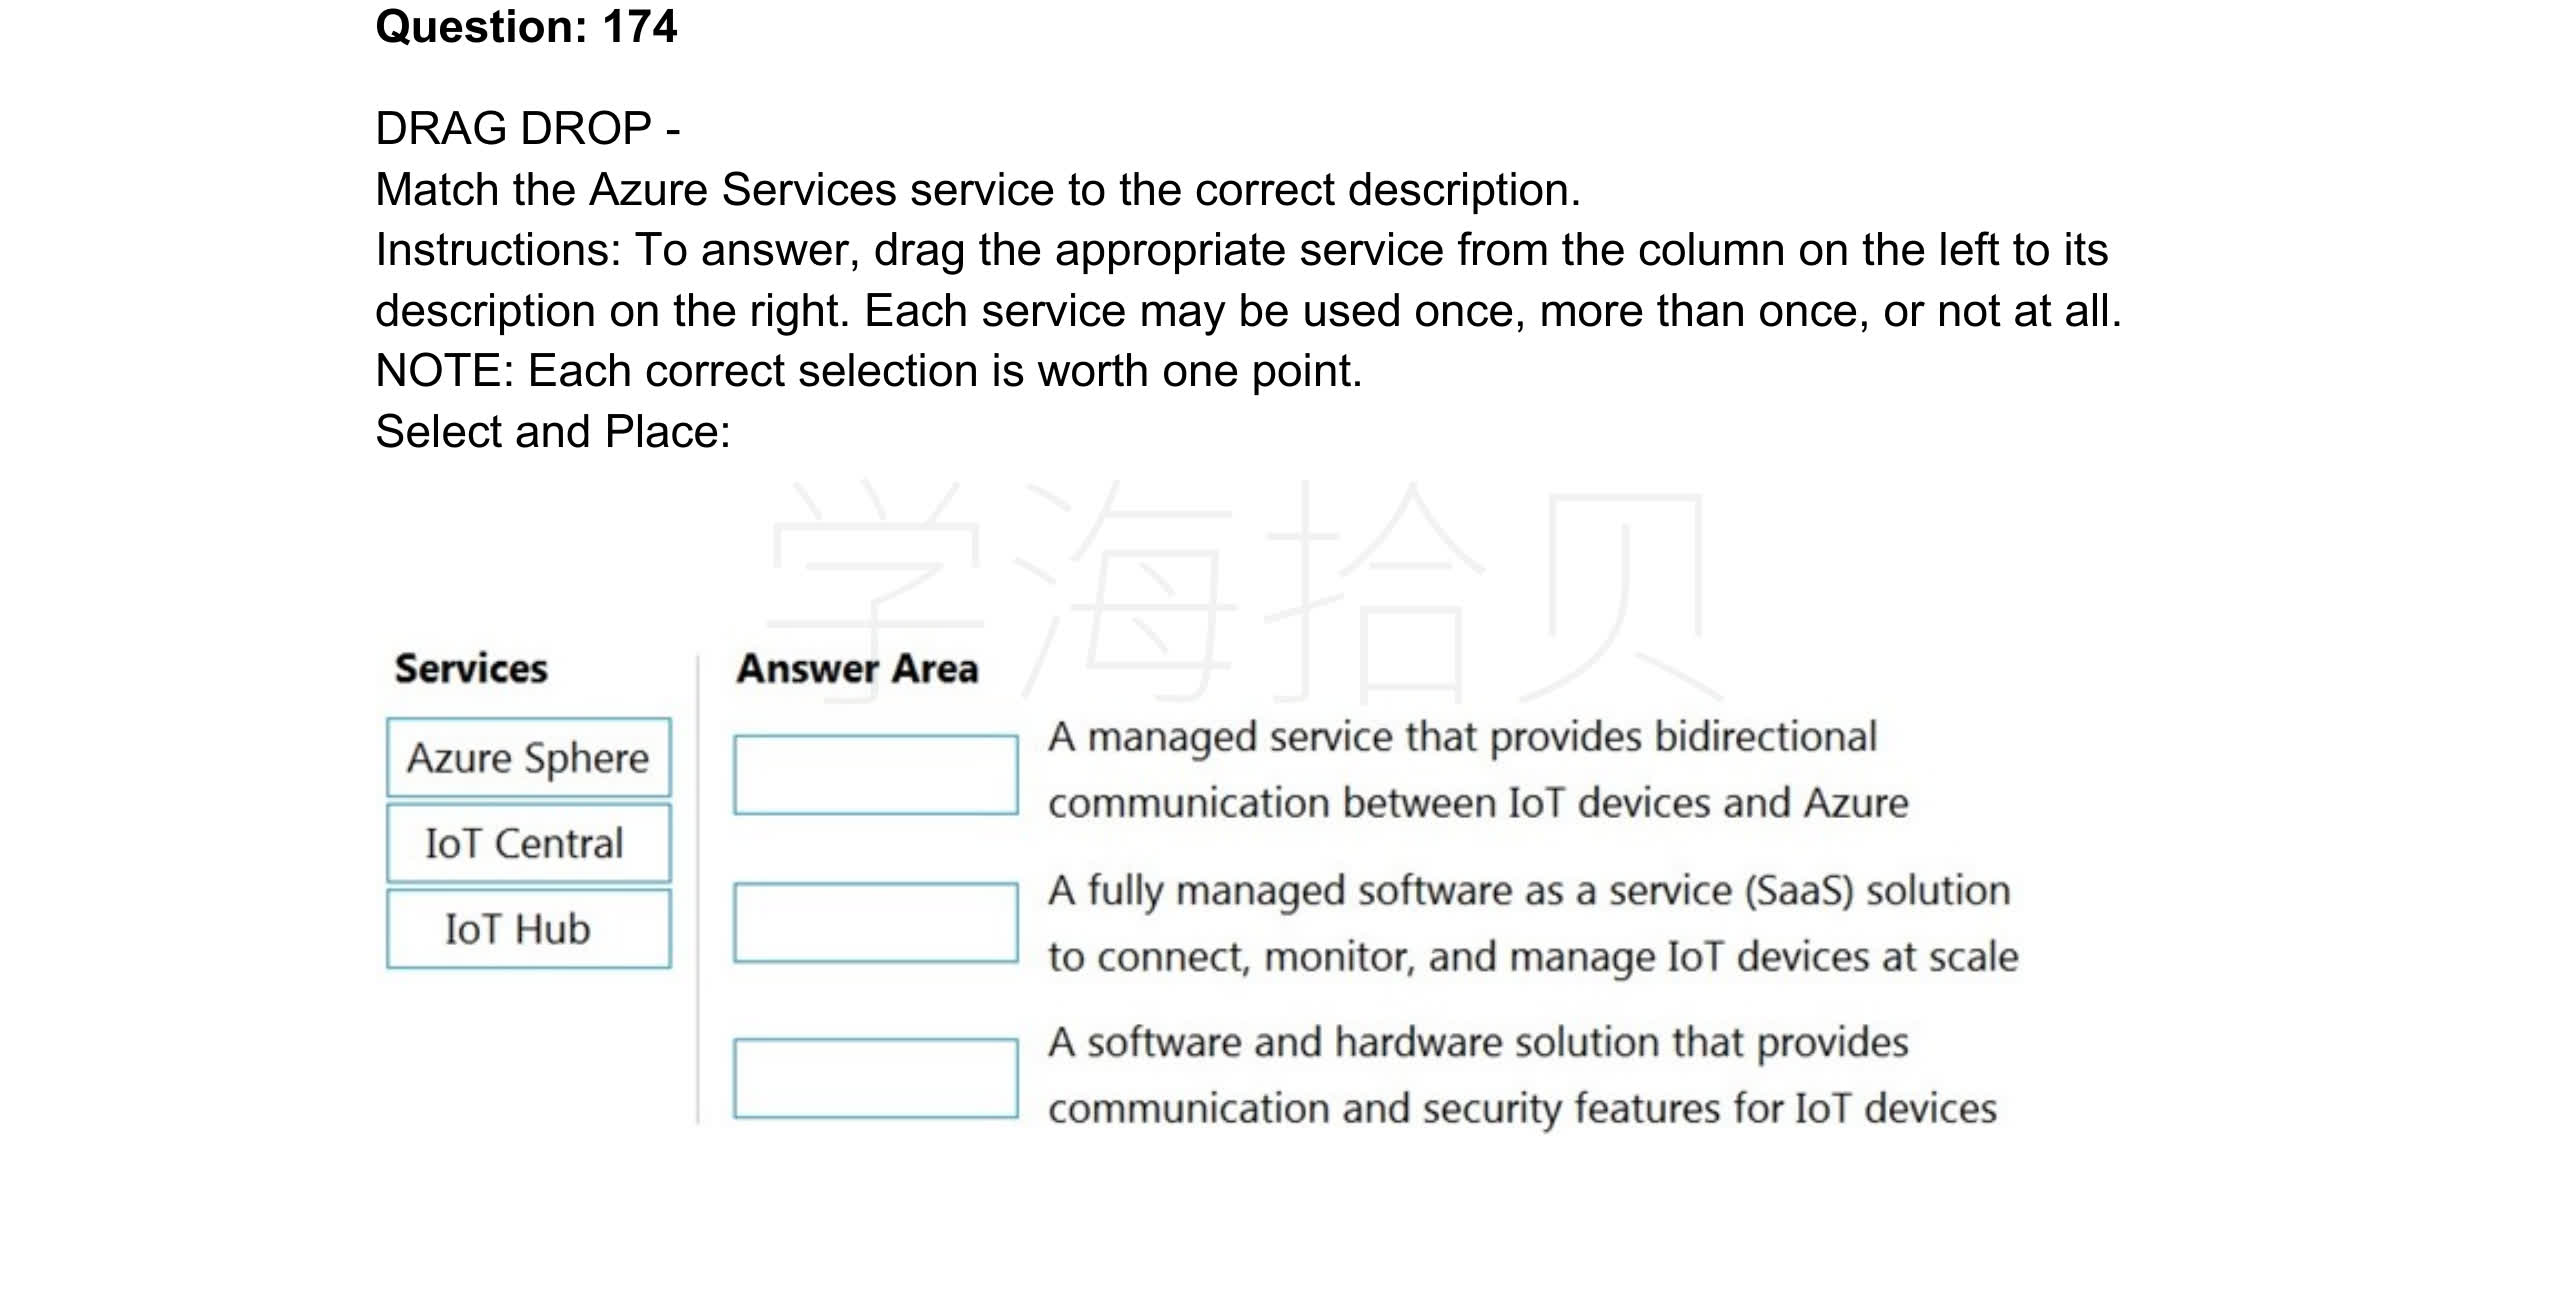 Question: 174
DRAG DROP -
Match the Azure Services service to the correct description.
Instructions: To answer, drag the appropriate service from the column on the left to its
description on the right. Each service may be used once, more than once, or not at all.
NOTE: Each correct selection is worth one point.
Select and Place:
学海拾贝
Services
Azure Sphere
IoT Central
IoT Hub
Answer Area
A managed service that provides bidirectional
communication between IoT devices and Azure
A fully managed software as a service (SaaS) solution
to connect, monitor, and manage IoT devices at scale
A software and hardware solution that provides
communication and security features for IoT devices